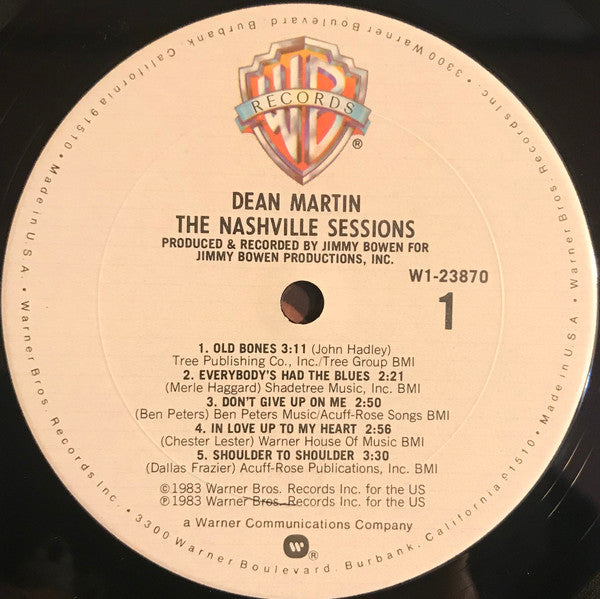 WB
RECORDS
®
DEAN MARTIN
THE NASHVILLE SESSIONS
PRODUCED & RECORDED BY JIMMY BOWEN FOR
JIMMY BOWEN PRODUCTIONS, INC.
W1-23870
1
1. OLD BONES 3:11 (John Hadley)
Tree Publishing Co., Inc./Tree Group BMI
2. EVERYBODY'S HAD THE BLUES 2:21
(Merle Haggard) Shadetree Music, Inc. BMI
3. DON'T GIVE UP ON ME 2:50
(Ben Peters) Ben Peters Music/Acuff-Rose Songs BMI
4. IN LOVE UP TO MY HEART 2:56
(Chester Lester) Warner House Of Music BMI
5. SHOULDER TO SHOULDER 3:30
(Dallas Frazier) Acuff-Rose Publications, Inc. BMI
©1983 Warner Bros. Records Inc. for the US
℗1983 Warner Bros. Records Inc. for the US
a Warner Communications Company
®
Warner Bros. Records Inc. • 3300 Warner Boulevard, Burbank, California 91510 • Made in U.S.A. •
Warner Bros. Records Inc. • 3300 Warner Boulevard, Burbank, California 91510 • Made in U.S.A. •